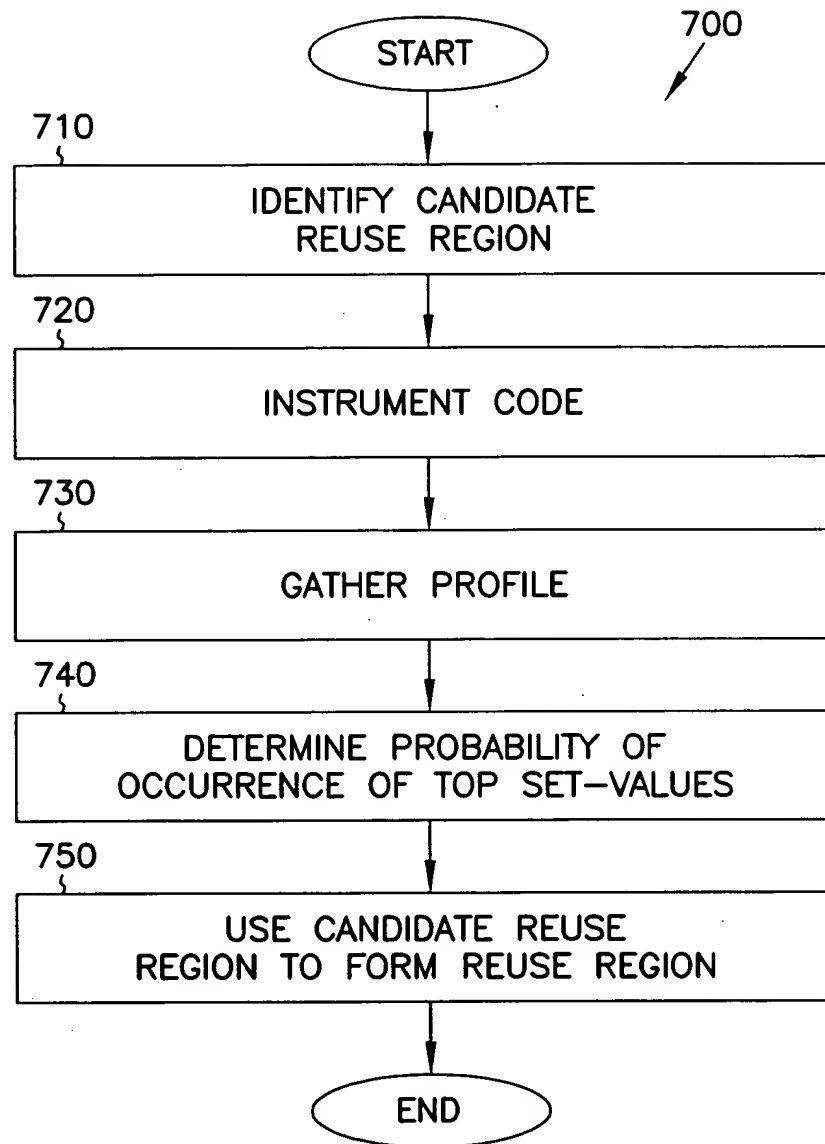 START
700
710
IDENTIFY CANDIDATE
REUSE REGION
720
INSTRUMENT CODE
730
GATHER PROFILE
740
DETERMINE PROBABILITY OF
OCCURRENCE OF TOP SET-VALUES
750
USE CANDIDATE REUSE
REGION TO FORM REUSE REGION
END